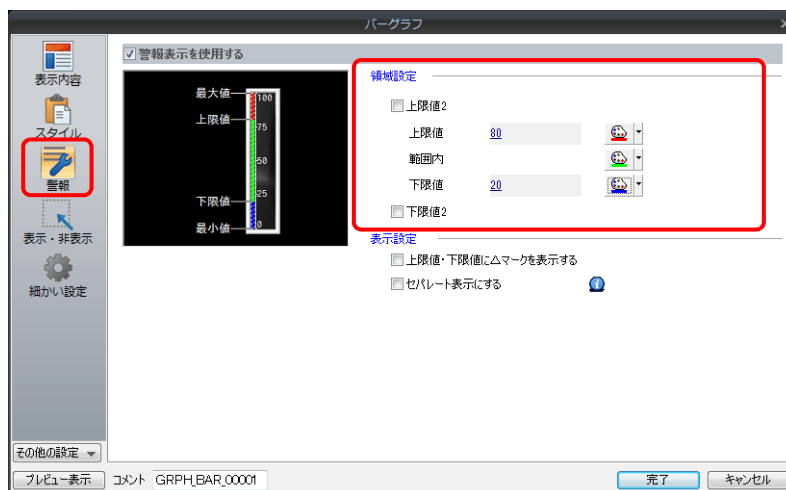 バーグラフ
表示内容
スタイル
警報
表示・非表示
細かい設定
その他の設定
警報表示を使用する
最大値
上限値
下限値
最小値
100
75
50
25
0
領域設定
上限値2
上限値 80
範囲内
下限値 20
下限値2
表示設定
上限値・下限値に△マークを表示する
セパレート表示にする
プレビュー表示 コメント GRPH_BAR_00001 完了 キャンセル